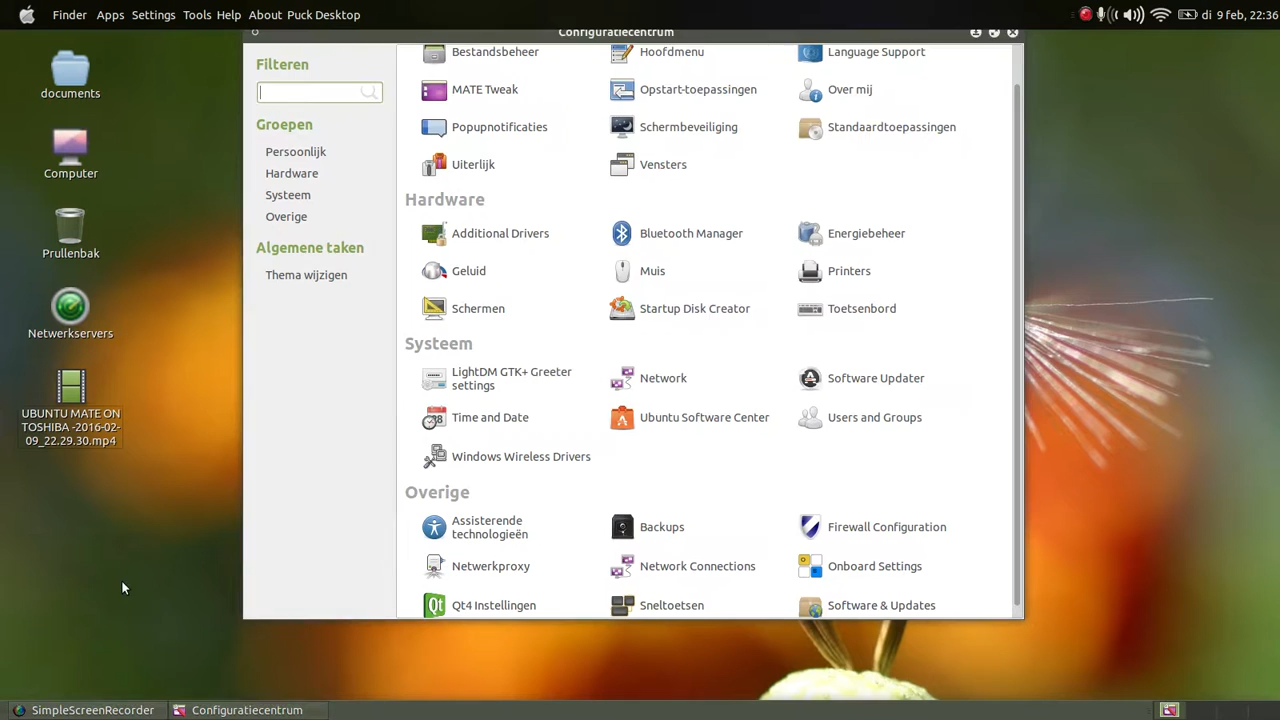 Finder Apps Settings Tools Help About Puck Desktop
di 9 feb, 22:36
Configuratiecentrum
documents
Computer
Prullenbak
Netwerkservers
UBUNTU MATE ON
TOSHIBA -2016-02-
09_22.29.30.mp4
Filteren
Groepen
Persoonlijk
Hardware
Systeem
Overige
Algemene taken
Thema wijzigen
Bestandsbeheer Hoofdmenu Language Support
MATE Tweak Opstart-toepassingen Over mij
Popupnotificaties Schermbeveiliging Standaardtoepassingen
Uiterlijk Vensters
Hardware
Additional Drivers Bluetooth Manager Energiebeheer
Geluid Muis Printers
Schermen Startup Disk Creator Toetsenbord
Systeem
LightDM GTK+ Greeter
settings
Network Software Updater
Time and Date Ubuntu Software Center Users and Groups
Windows Wireless Drivers
Overige
Assisterende
technologieën
Backups Firewall Configuration
Netwerkproxy Network Connections Onboard Settings
Qt4 Instellingen Sneltoetsen Software & Updates
SimpleScreenRecorder Configuratiecentrum